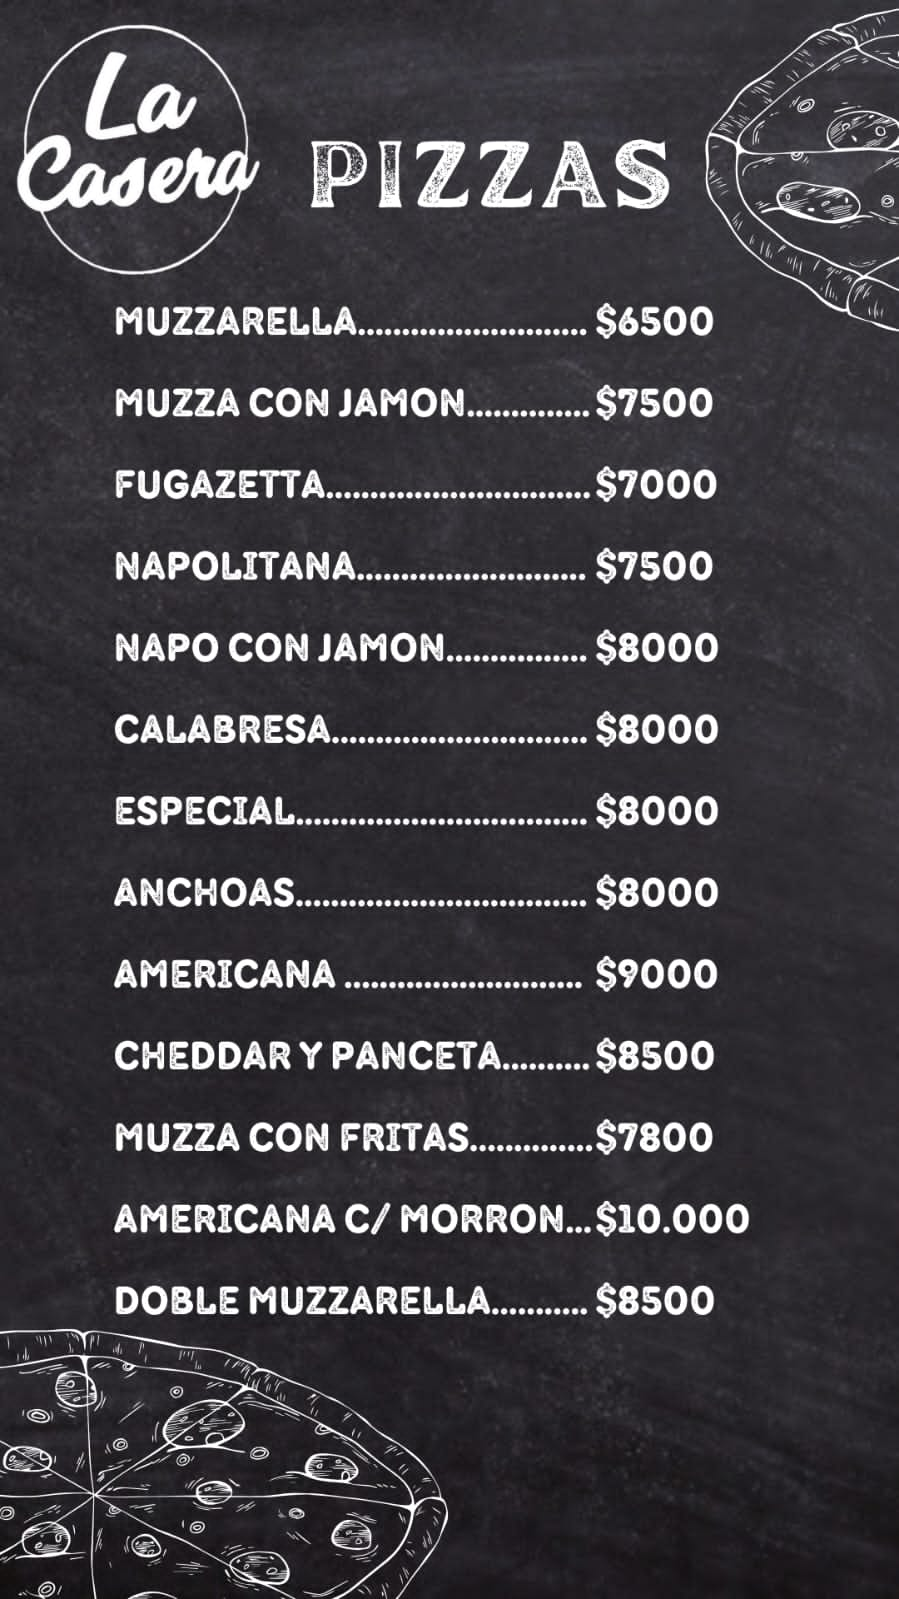 La
Casera
PIZZAS
MUZZARELLA.......................... $6500
MUZZA CON JAMON.............. $7500
FUGAZETTA.............................. $7000
NAPOLITANA.......................... $7500
NAPO CON JAMON................ $8000
CALABRESA............................. $8000
ESPECIAL................................. $8000
ANCHOAS................................. $8000
AMERICANA ........................... $9000
CHEDDAR Y PANCETA.......... $8500
MUZZA CON FRITAS..............$7800
AMERICANA C/ MORRON...$10.000
DOBLE MUZZARELLA........... $8500